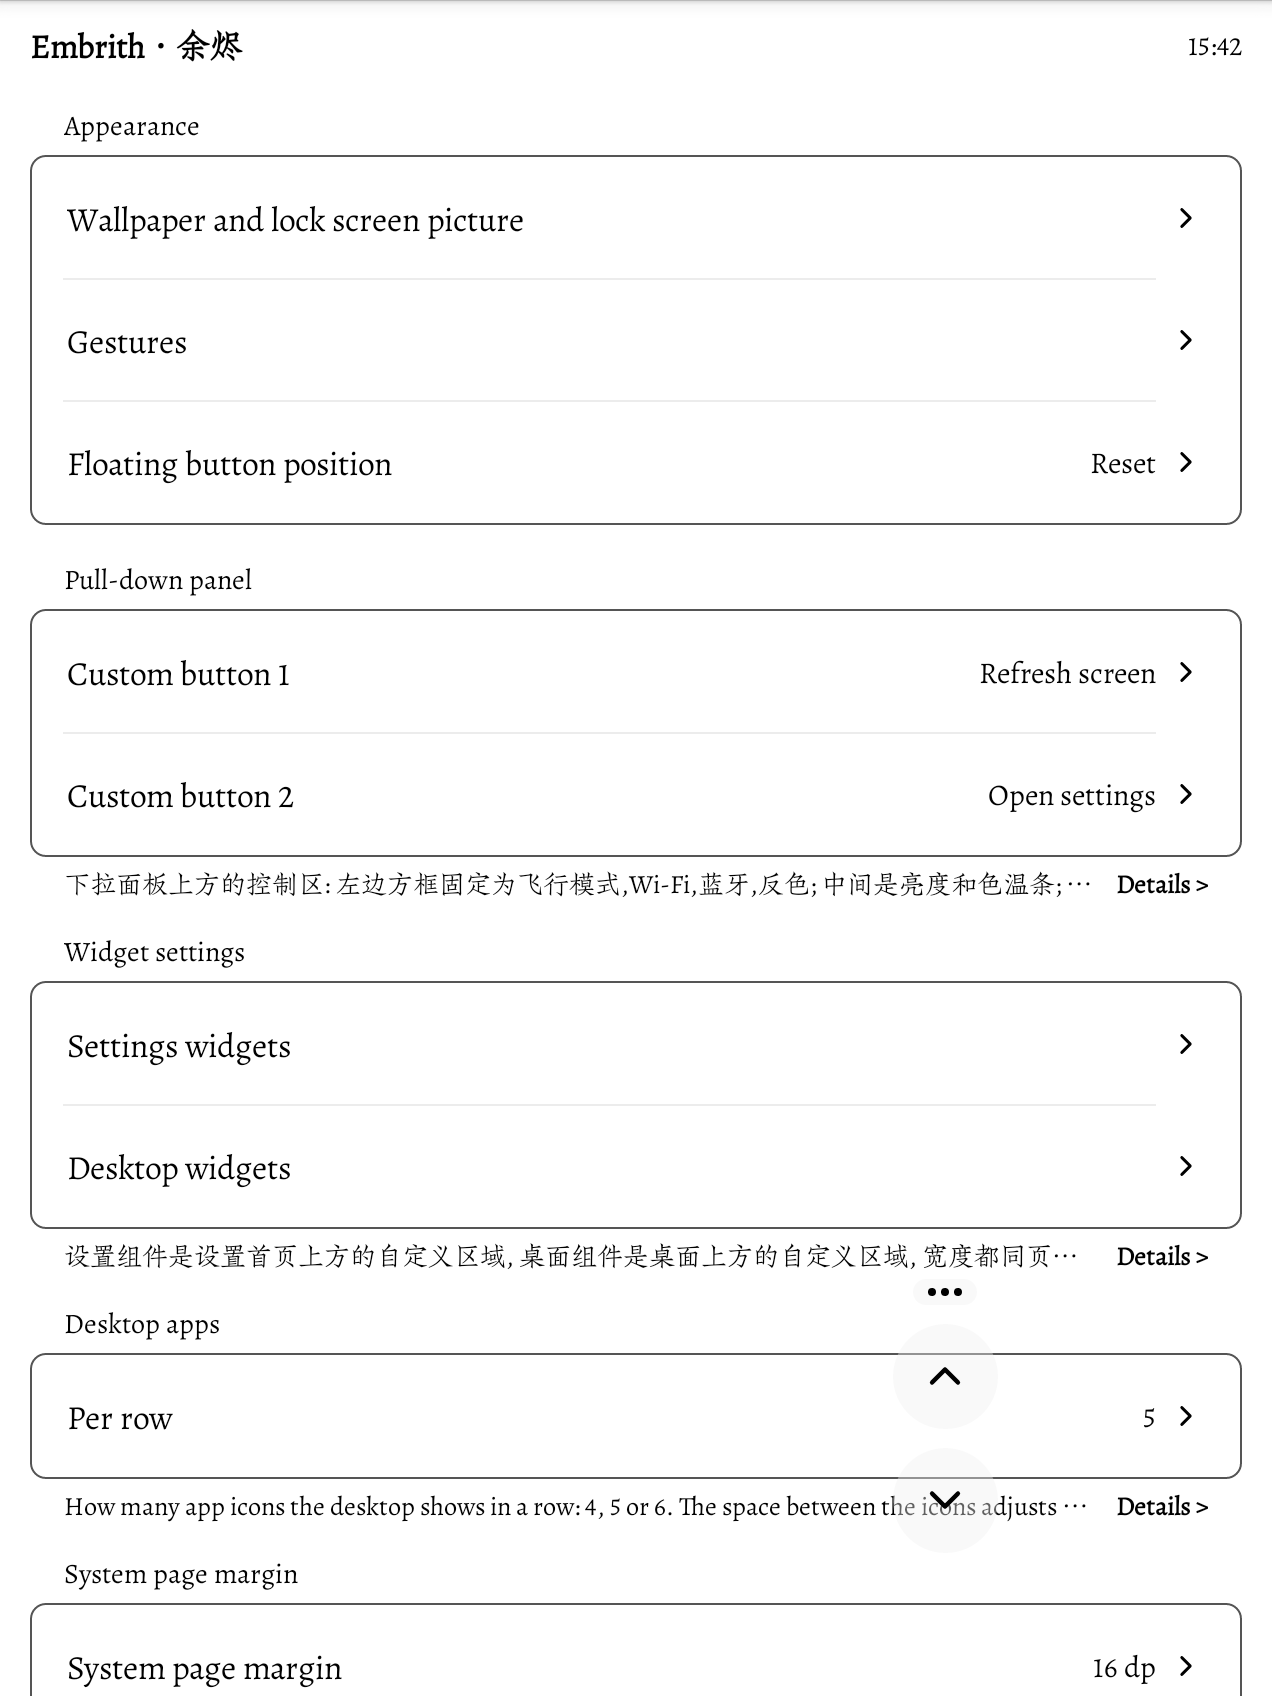 Embrith · 余烬
15:42
Appearance
Wallpaper and lock screen picture
Gestures
Floating button position Reset
Pull-down panel
Custom button 1 Refresh screen
Custom button 2 Open settings
下拉面板上方的控制区: 左边方框固定为飞行模式,Wi-Fi,蓝牙,反色; 中间是亮度和色温条; ··· Details >
Widget settings
Settings widgets
Desktop widgets
设置组件是设置首页上方的自定义区域, 桌面组件是桌面上方的自定义区域, 宽度都同页··· Details >
Desktop apps
Per row 5
How many app icons the desktop shows in a row: 4, 5 or 6. The space between the icons adjusts ··· Details >
System page margin
System page margin 16 dp